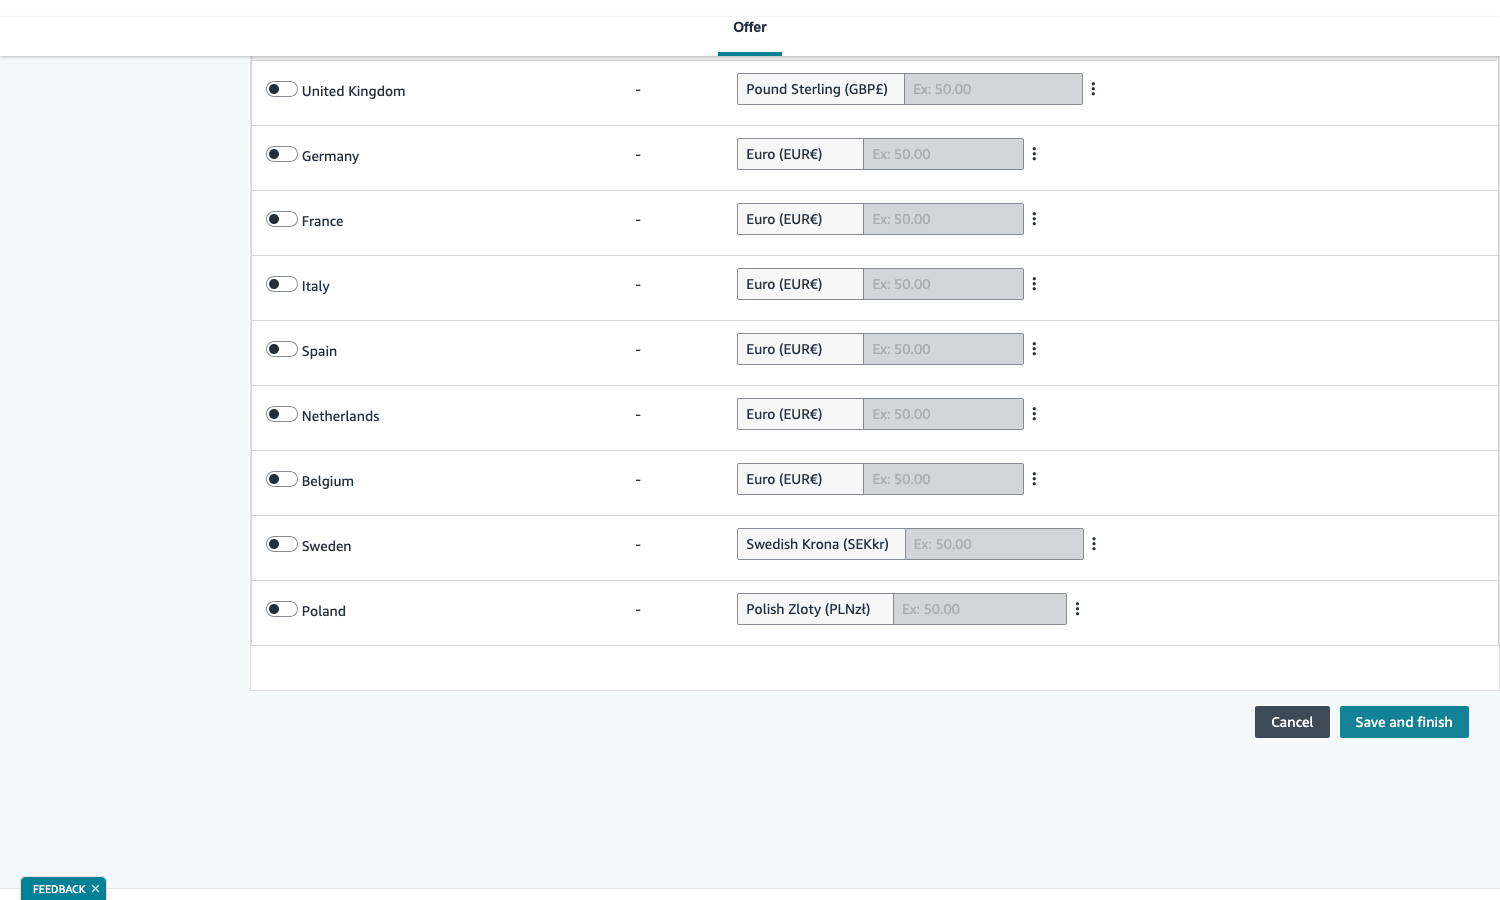 Offer
United Kingdom - Pound Sterling (GBP£) Ex: 50.00
Germany - Euro (EUR€) Ex: 50.00
France - Euro (EUR€) Ex: 50.00
Italy - Euro (EUR€) Ex: 50.00
Spain - Euro (EUR€) Ex: 50.00
Netherlands - Euro (EUR€) Ex: 50.00
Belgium - Euro (EUR€) Ex: 50.00
Sweden - Swedish Krona (SEKkr) Ex: 50.00
Poland - Polish Zloty (PLNzł) Ex: 50.00
Cancel Save and finish
FEEDBACK